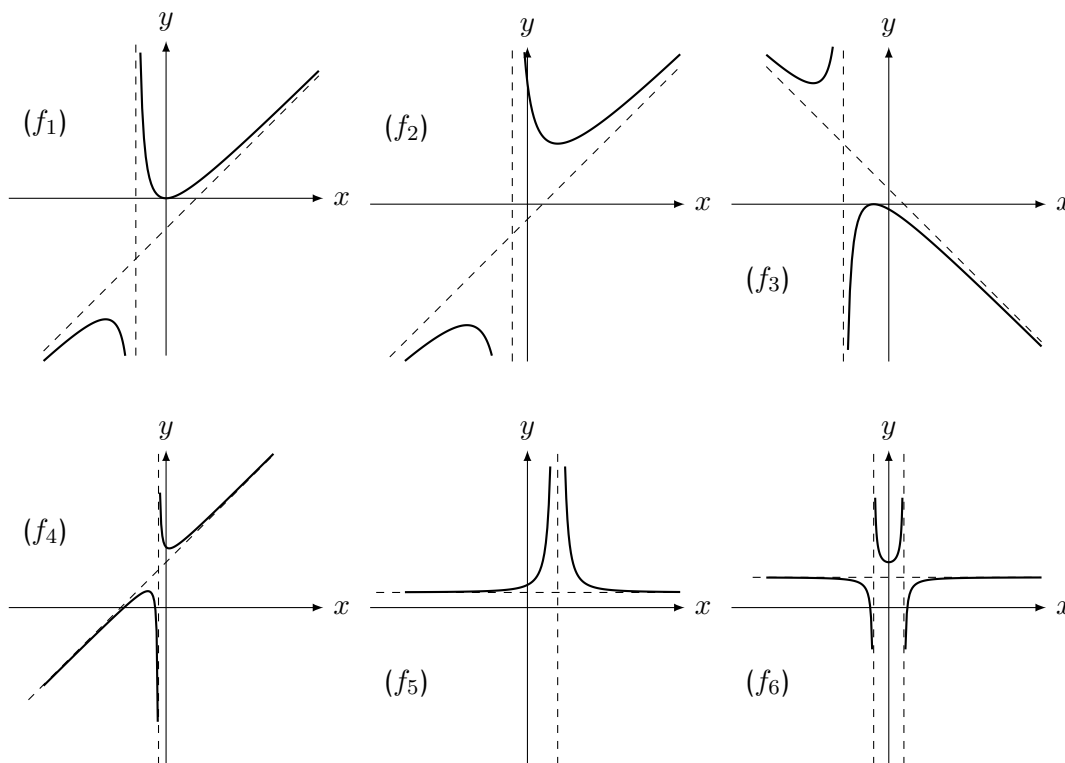 y y y
(f₁) (f₂)
x x x
(f₃)
y y y
(f₄)
x x x
(f₅) (f₆)